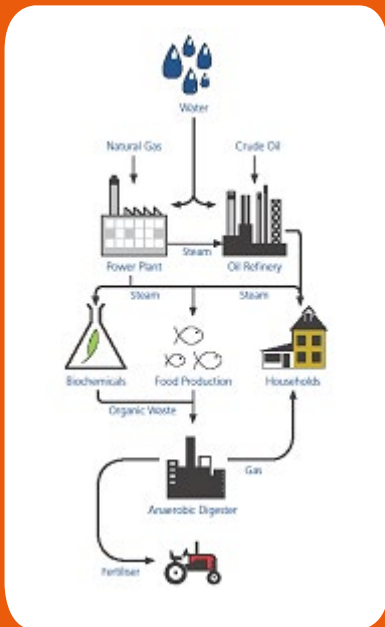 Water
Natural Gas
Crude Oil
Steam
Power Plant
Oil Refinery
Steam
Steam
Biochemicals
Food Production
Households
Organic Waste
Gas
Anaerobic Digester
Fertiliser